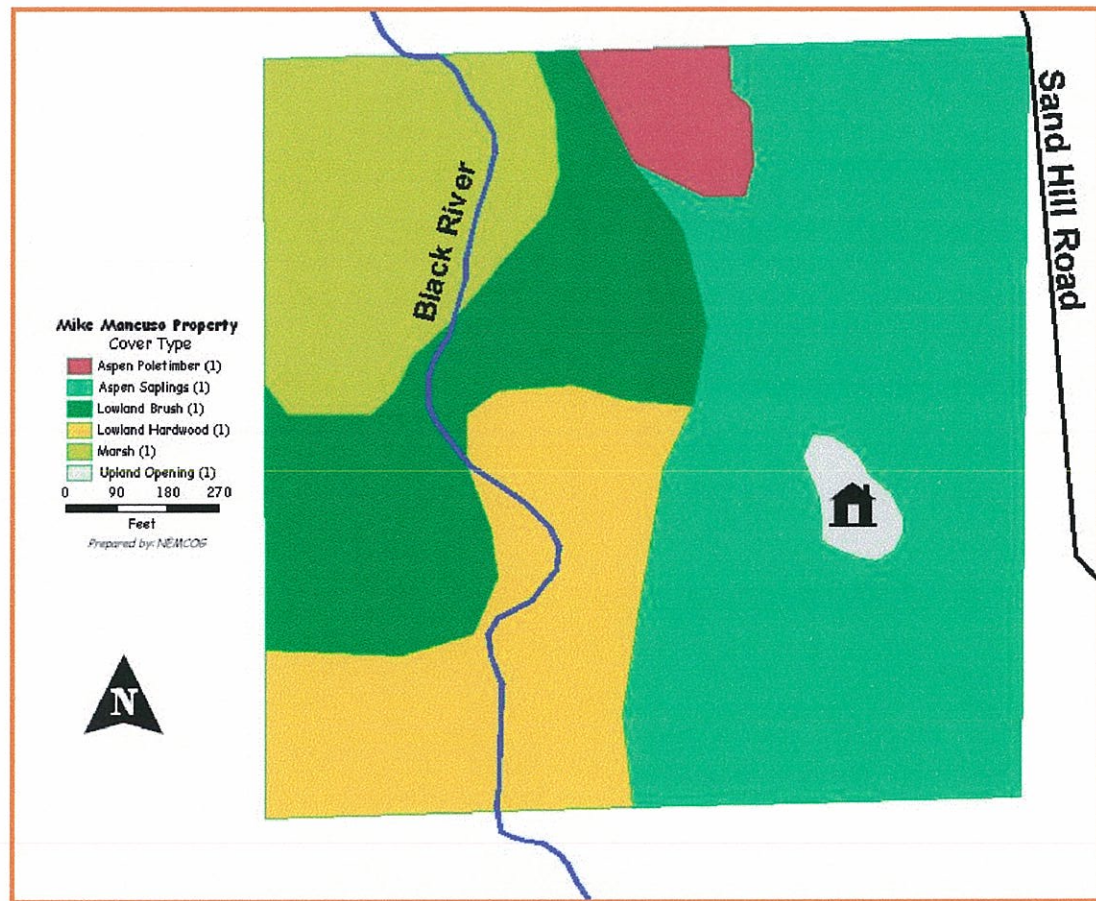 Sand Hill Road
Black River
Mike Mancuso Property
Cover Type
Aspen Poletimber (1)
Aspen Saplings (1)
Lowland Brush (1)
Lowland Hardwood (1)
Marsh (1)
Upland Opening (1)
0 90 180 270
Feet
Prepared by: NEMCOG
N